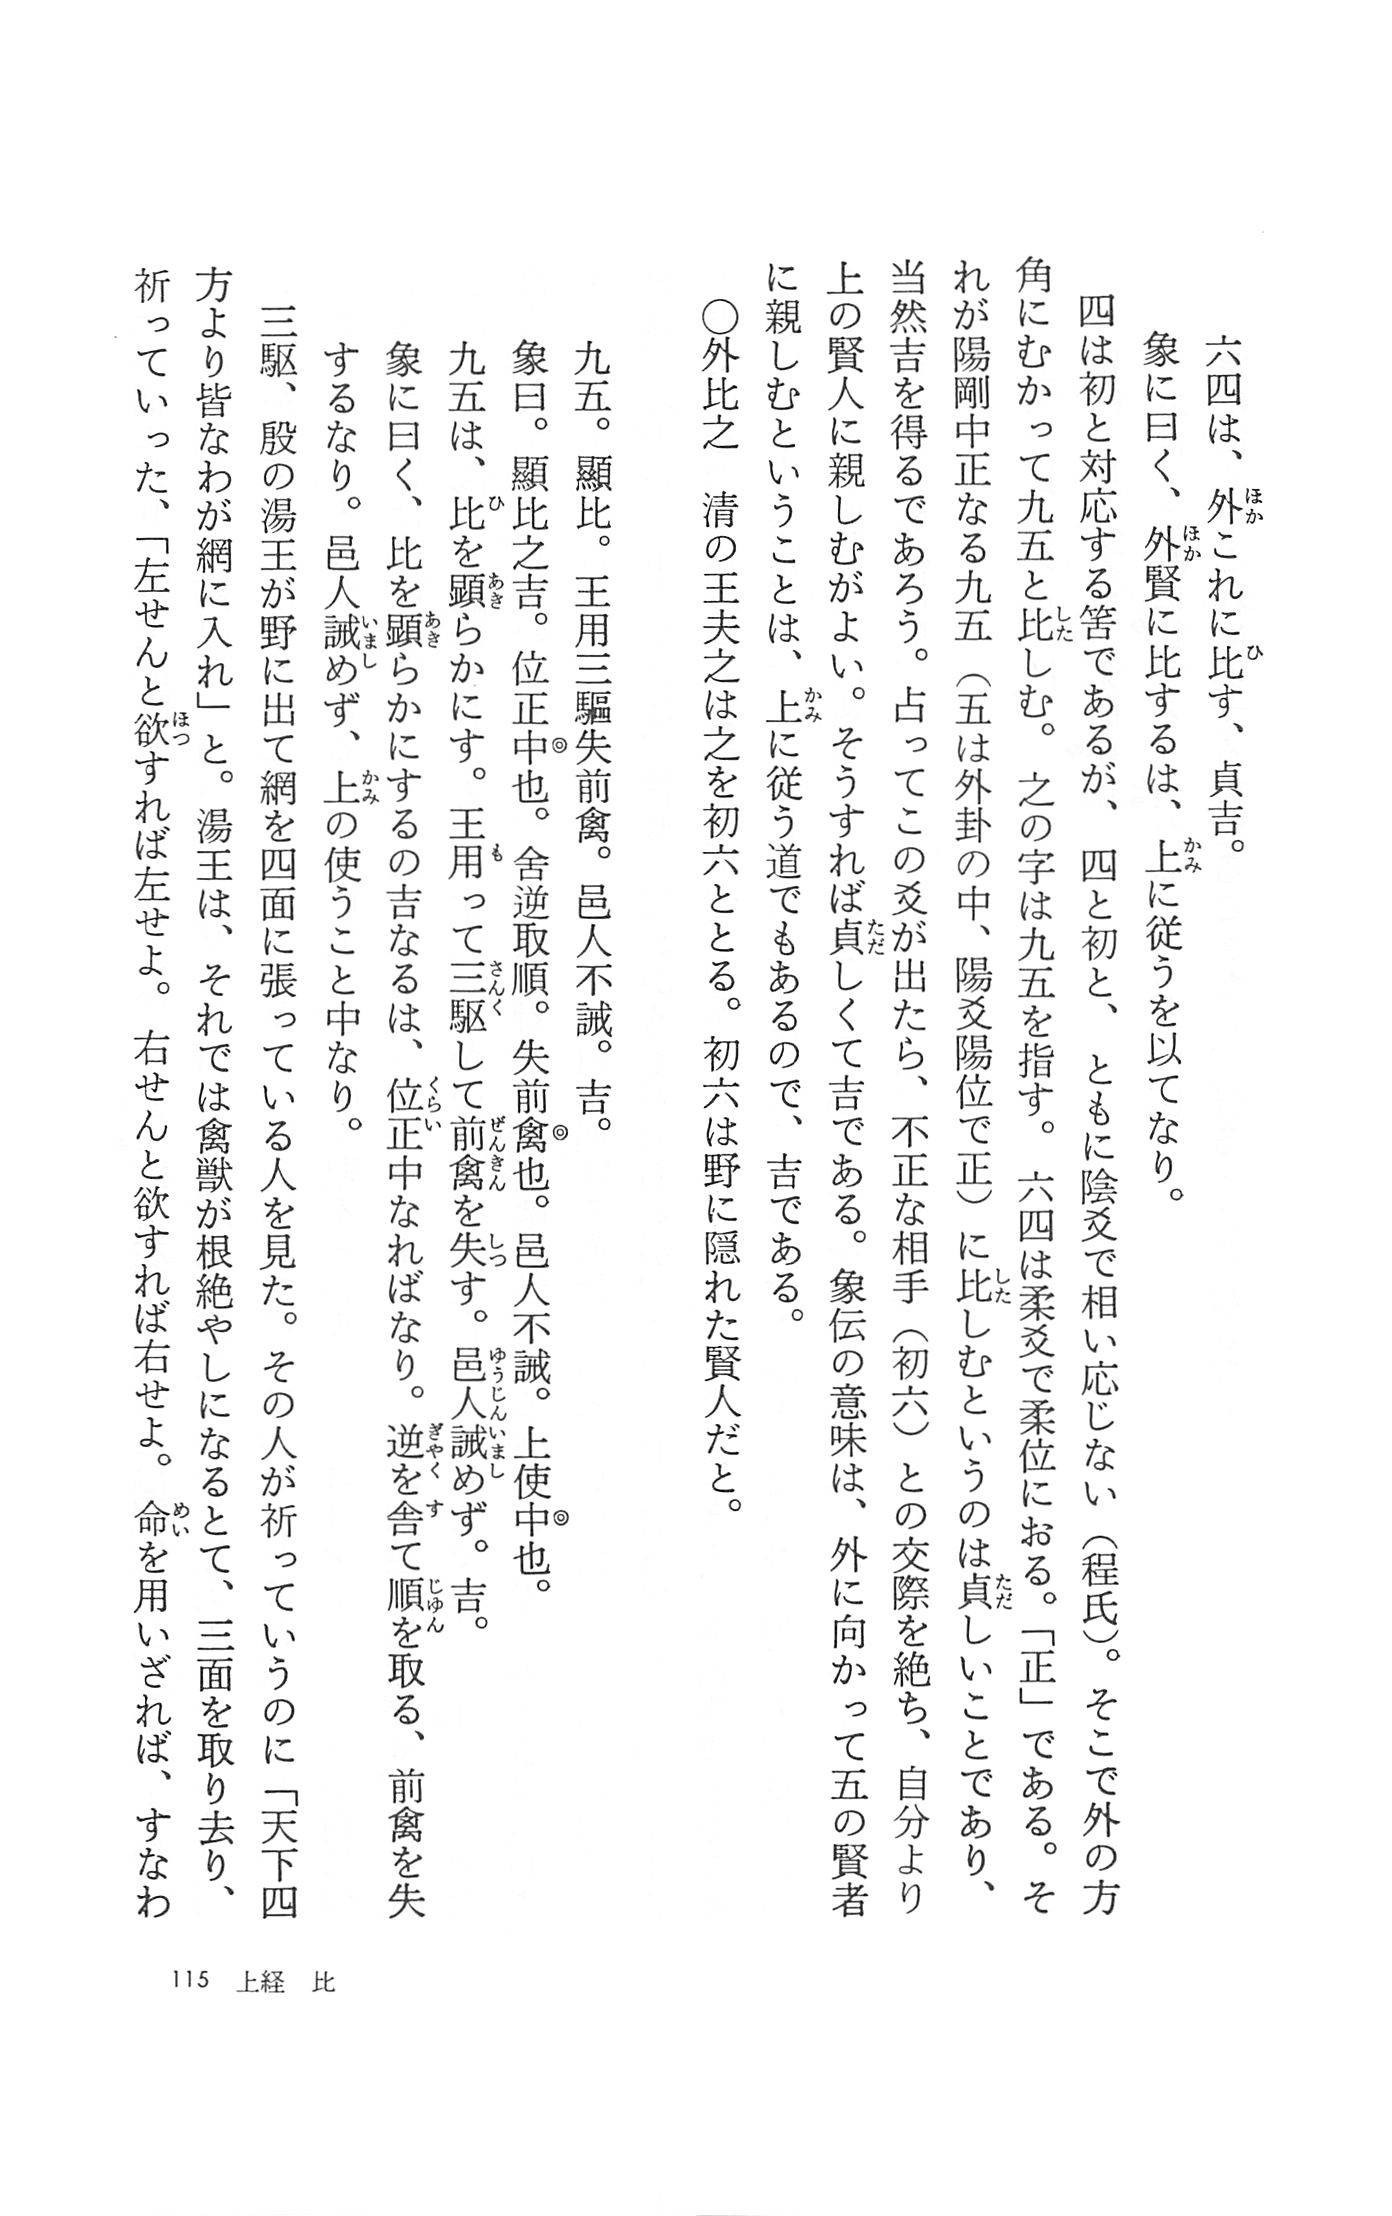 六四は、外これに比す、貞吉。
象に曰く、外賢に比するは、上に従うを以てなり。
四は初と対応する筈であるが、四と初と、ともに陰爻で相い応じない（程氏）。そこで外の方
角にむかって九五と比しむ。之の字は九五を指す。六四は柔爻で柔位におる。「正」である。そ
れが陽剛中正なる九五（五は外卦の中、陽爻陽位で正）に比しむというのは貞しいことであり、
当然吉を得るであろう。占ってこの爻が出たら、不正な相手（初六）との交際を絶ち、自分より
上の賢人に親しむがよい。そうすれば貞しくて吉である。象伝の意味は、外に向かって五の賢者
に親しむということは、上に従う道でもあるので、吉である。
〇外比之　清の王夫之は之を初六ととる。初六は野に隠れた賢人だと。
九五。顯比。王用三驅失前禽。邑人不誡。吉。
象曰。顯比之吉。位正中◎也。舍逆取順。失前禽◎也。邑人不誡。上使中◎也。
九五は、比を顕らかにす。王用って三駆して前禽を失す。邑人誡めず。吉。
象に曰く、比を顕らかにするの吉なるは、位正中なればなり。逆を舎て順を取る、前禽を失
するなり。邑人誡めず、上の使うこと中なり。
三駆、殷の湯王が野に出て網を四面に張っている人を見た。その人が祈っていうのに「天下四
方より皆なわが網に入れ」と。湯王は、それでは禽獣が根絶やしになるとて、三面を取り去り、
祈っていった、「左せんと欲すれば左せよ。右せんと欲すれば右せよ。命を用いざれば、すなわ
115　上経　比